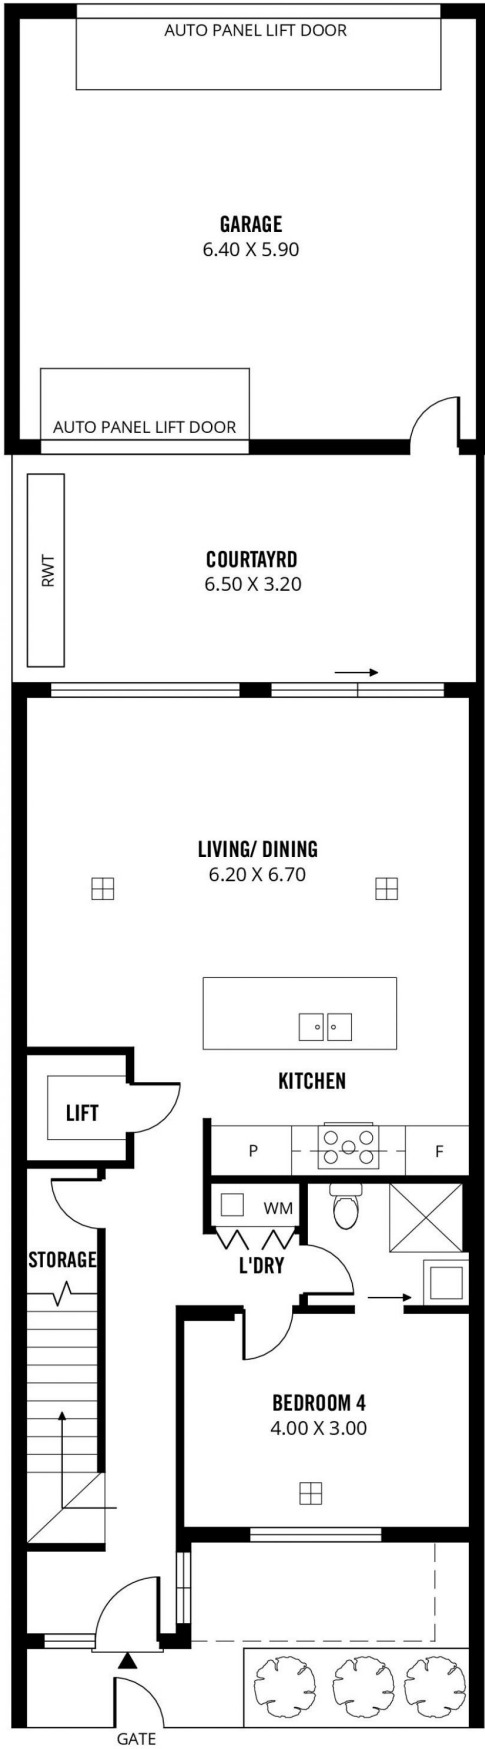 AUTO PANEL LIFT DOOR
GARAGE
6.40 X 5.90
AUTO PANEL LIFT DOOR
RWT
COURTAYRD
6.50 X 3.20
LIVING/ DINING
6.20 X 6.70
KITCHEN
LIFT
P
F
WM
L'DRY
STORAGE
BEDROOM 4
4.00 X 3.00
GATE